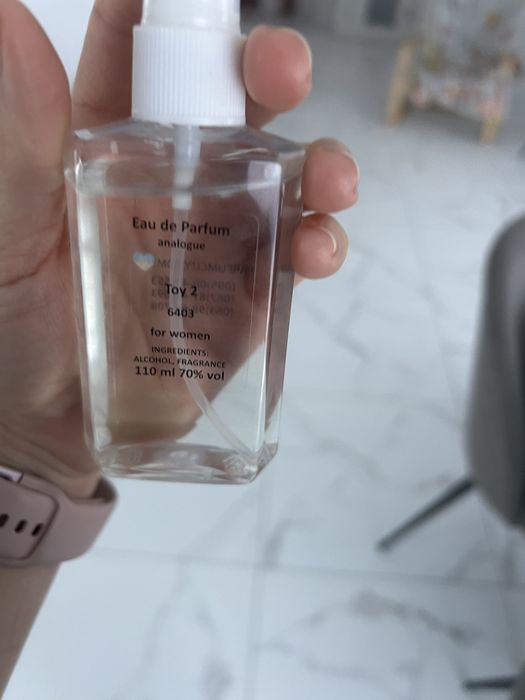 Eau de Parfum
analogue
Toy 2
6403
for women
INGREDIENTS:
ALCOHOL, FRAGRANCE
110 ml 70% vol